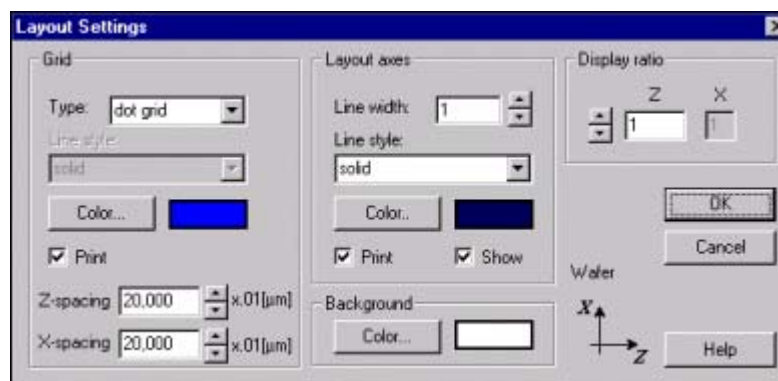 Layout Settings
Grid
Type: dot grid
Line style:
solid
Color...
Print
Z-spacing 20,000 x.01[µm]
X-spacing 20,000 x.01[µm]
Layout axes
Line width: 1
Line style:
solid
Color..
Print Show
Background
Color...
Display ratio
Z X
1 1
OK
Cancel
Wafer
X
Z
Help